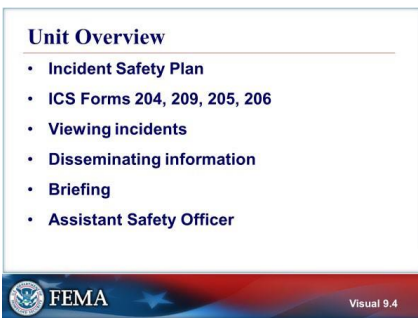 Unit Overview
• Incident Safety Plan
• ICS Forms 204, 209, 205, 206
• Viewing incidents
• Disseminating information
• Briefing
• Assistant Safety Officer
FEMA
Visual 9.4